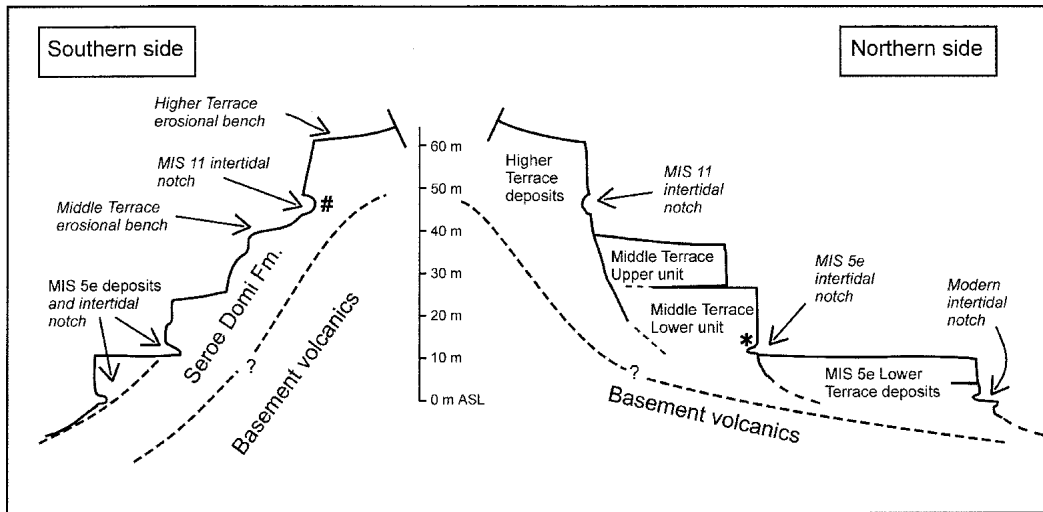 Southern side
Northern side
Higher Terrace
erosional bench
MIS 11 intertidal
notch
#
Middle Terrace
erosional bench
MIS 5e deposits
and intertidal
notch
Seroe Domi Fm.
?
Basement volcanics
60 m
50 m
40 m
30 m
20 m
10 m
0 m ASL
Higher
Terrace
deposits
MIS 11
intertidal
notch
Middle Terrace
Upper unit
Middle Terrace
Lower unit
*
MIS 5e
intertidal
notch
Modern
intertidal
notch
MIS 5e Lower
Terrace deposits
?
Basement volcanics